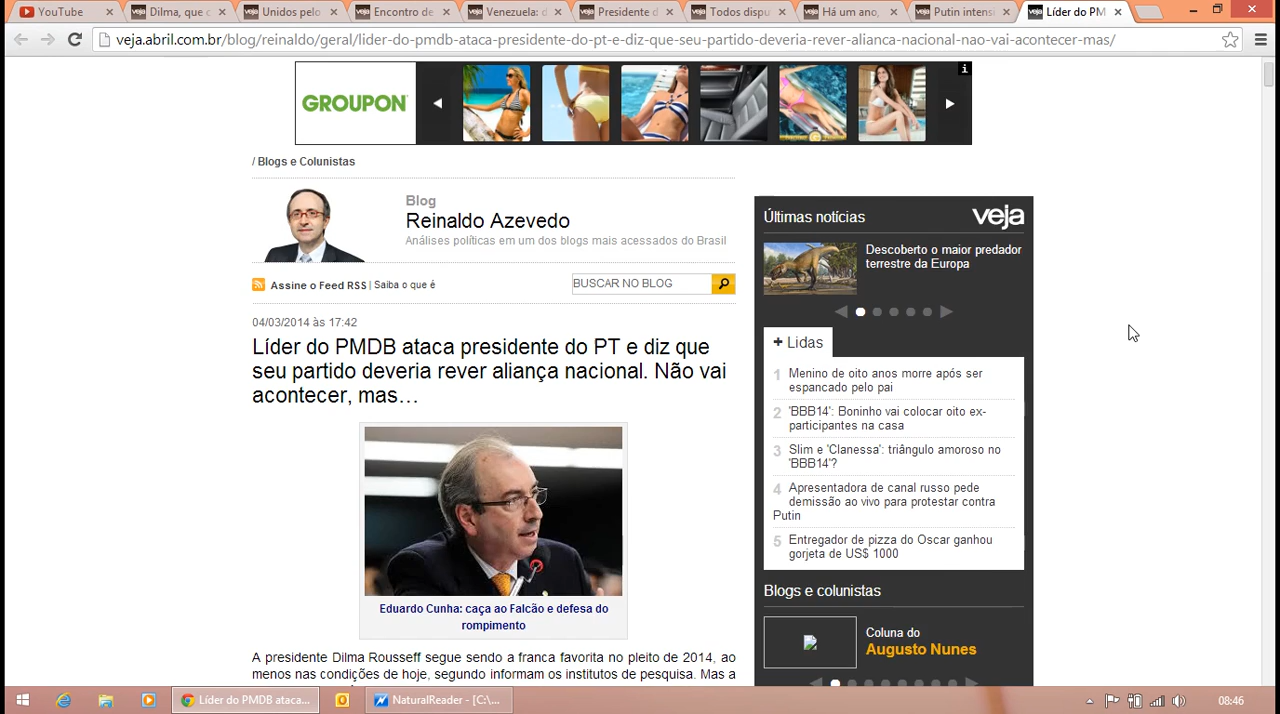 YouTube
Dilma, que c
Unidos pelo
Encontro de
Venezuela: d
Presidente d
Todos dispu
Há um ano,
Putin intensi
Líder do PM
veja.abril.com.br/blog/reinaldo/geral/lider-do-pmdb-ataca-presidente-do-pt-e-diz-que-seu-partido-deveria-rever-alianca-nacional-nao-vai-acontecer-mas/
GROUPON
/ Blogs e Colunistas
Blog
Reinaldo Azevedo
Análises políticas em um dos blogs mais acessados do Brasil
Assine o Feed RSS | Saiba o que é
BUSCAR NO BLOG
04/03/2014 às 17:42
Líder do PMDB ataca presidente do PT e diz que
seu partido deveria rever aliança nacional. Não vai
acontecer, mas…
Eduardo Cunha: caça ao Falcão e defesa do
rompimento
A presidente Dilma Rousseff segue sendo a franca favorita no pleito de 2014, ao
menos nas condições de hoje, segundo informam os institutos de pesquisa. Mas a
Últimas notícias
veja
Descoberto o maior predador
terrestre da Europa
+ Lidas
1 Menino de oito anos morre após ser
espancado pelo pai
2 'BBB14': Boninho vai colocar oito ex-
participantes na casa
3 Slim e 'Clanessa': triângulo amoroso no
'BBB14'?
4 Apresentadora de canal russo pede
demissão ao vivo para protestar contra
Putin
5 Entregador de pizza do Oscar ganhou
gorjeta de US$ 1000
Blogs e colunistas
Coluna do
Augusto Nunes
Líder do PMDB ataca...
NaturalReader - [C:\...
08:46